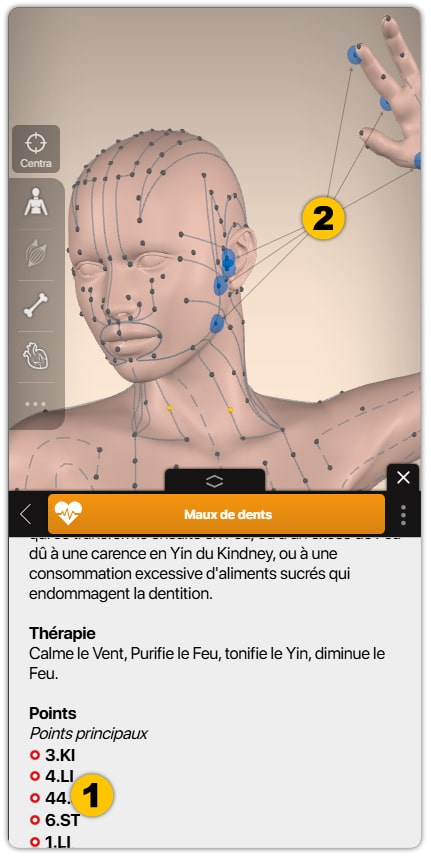 Centra
2
Maux de dents
dû à une carence en Yin du Kindney, ou à une
consommation excessive d'aliments sucrés qui
endommagent la dentition.
Thérapie
Calme le Vent, Purifie le Feu, tonifie le Yin, diminue le
Feu.
Points
Points principaux
3.KI
4.LI
44.
1
6.ST
1.LI